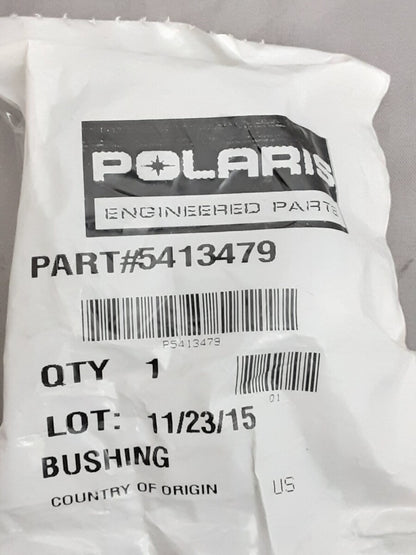 POLARIS
ENGINEERED PARTS
PART#5413479
P5413479
QTY 1
01
LOT: 11/23/15
BUSHING
COUNTRY OF ORIGIN US